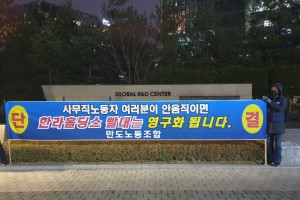 GLOBAL R&D CENTER
사무직노동자 여러분이 안움직이면
단 한라홀딩스 빨대는 영구화 됩니다. 결
만도노동조합